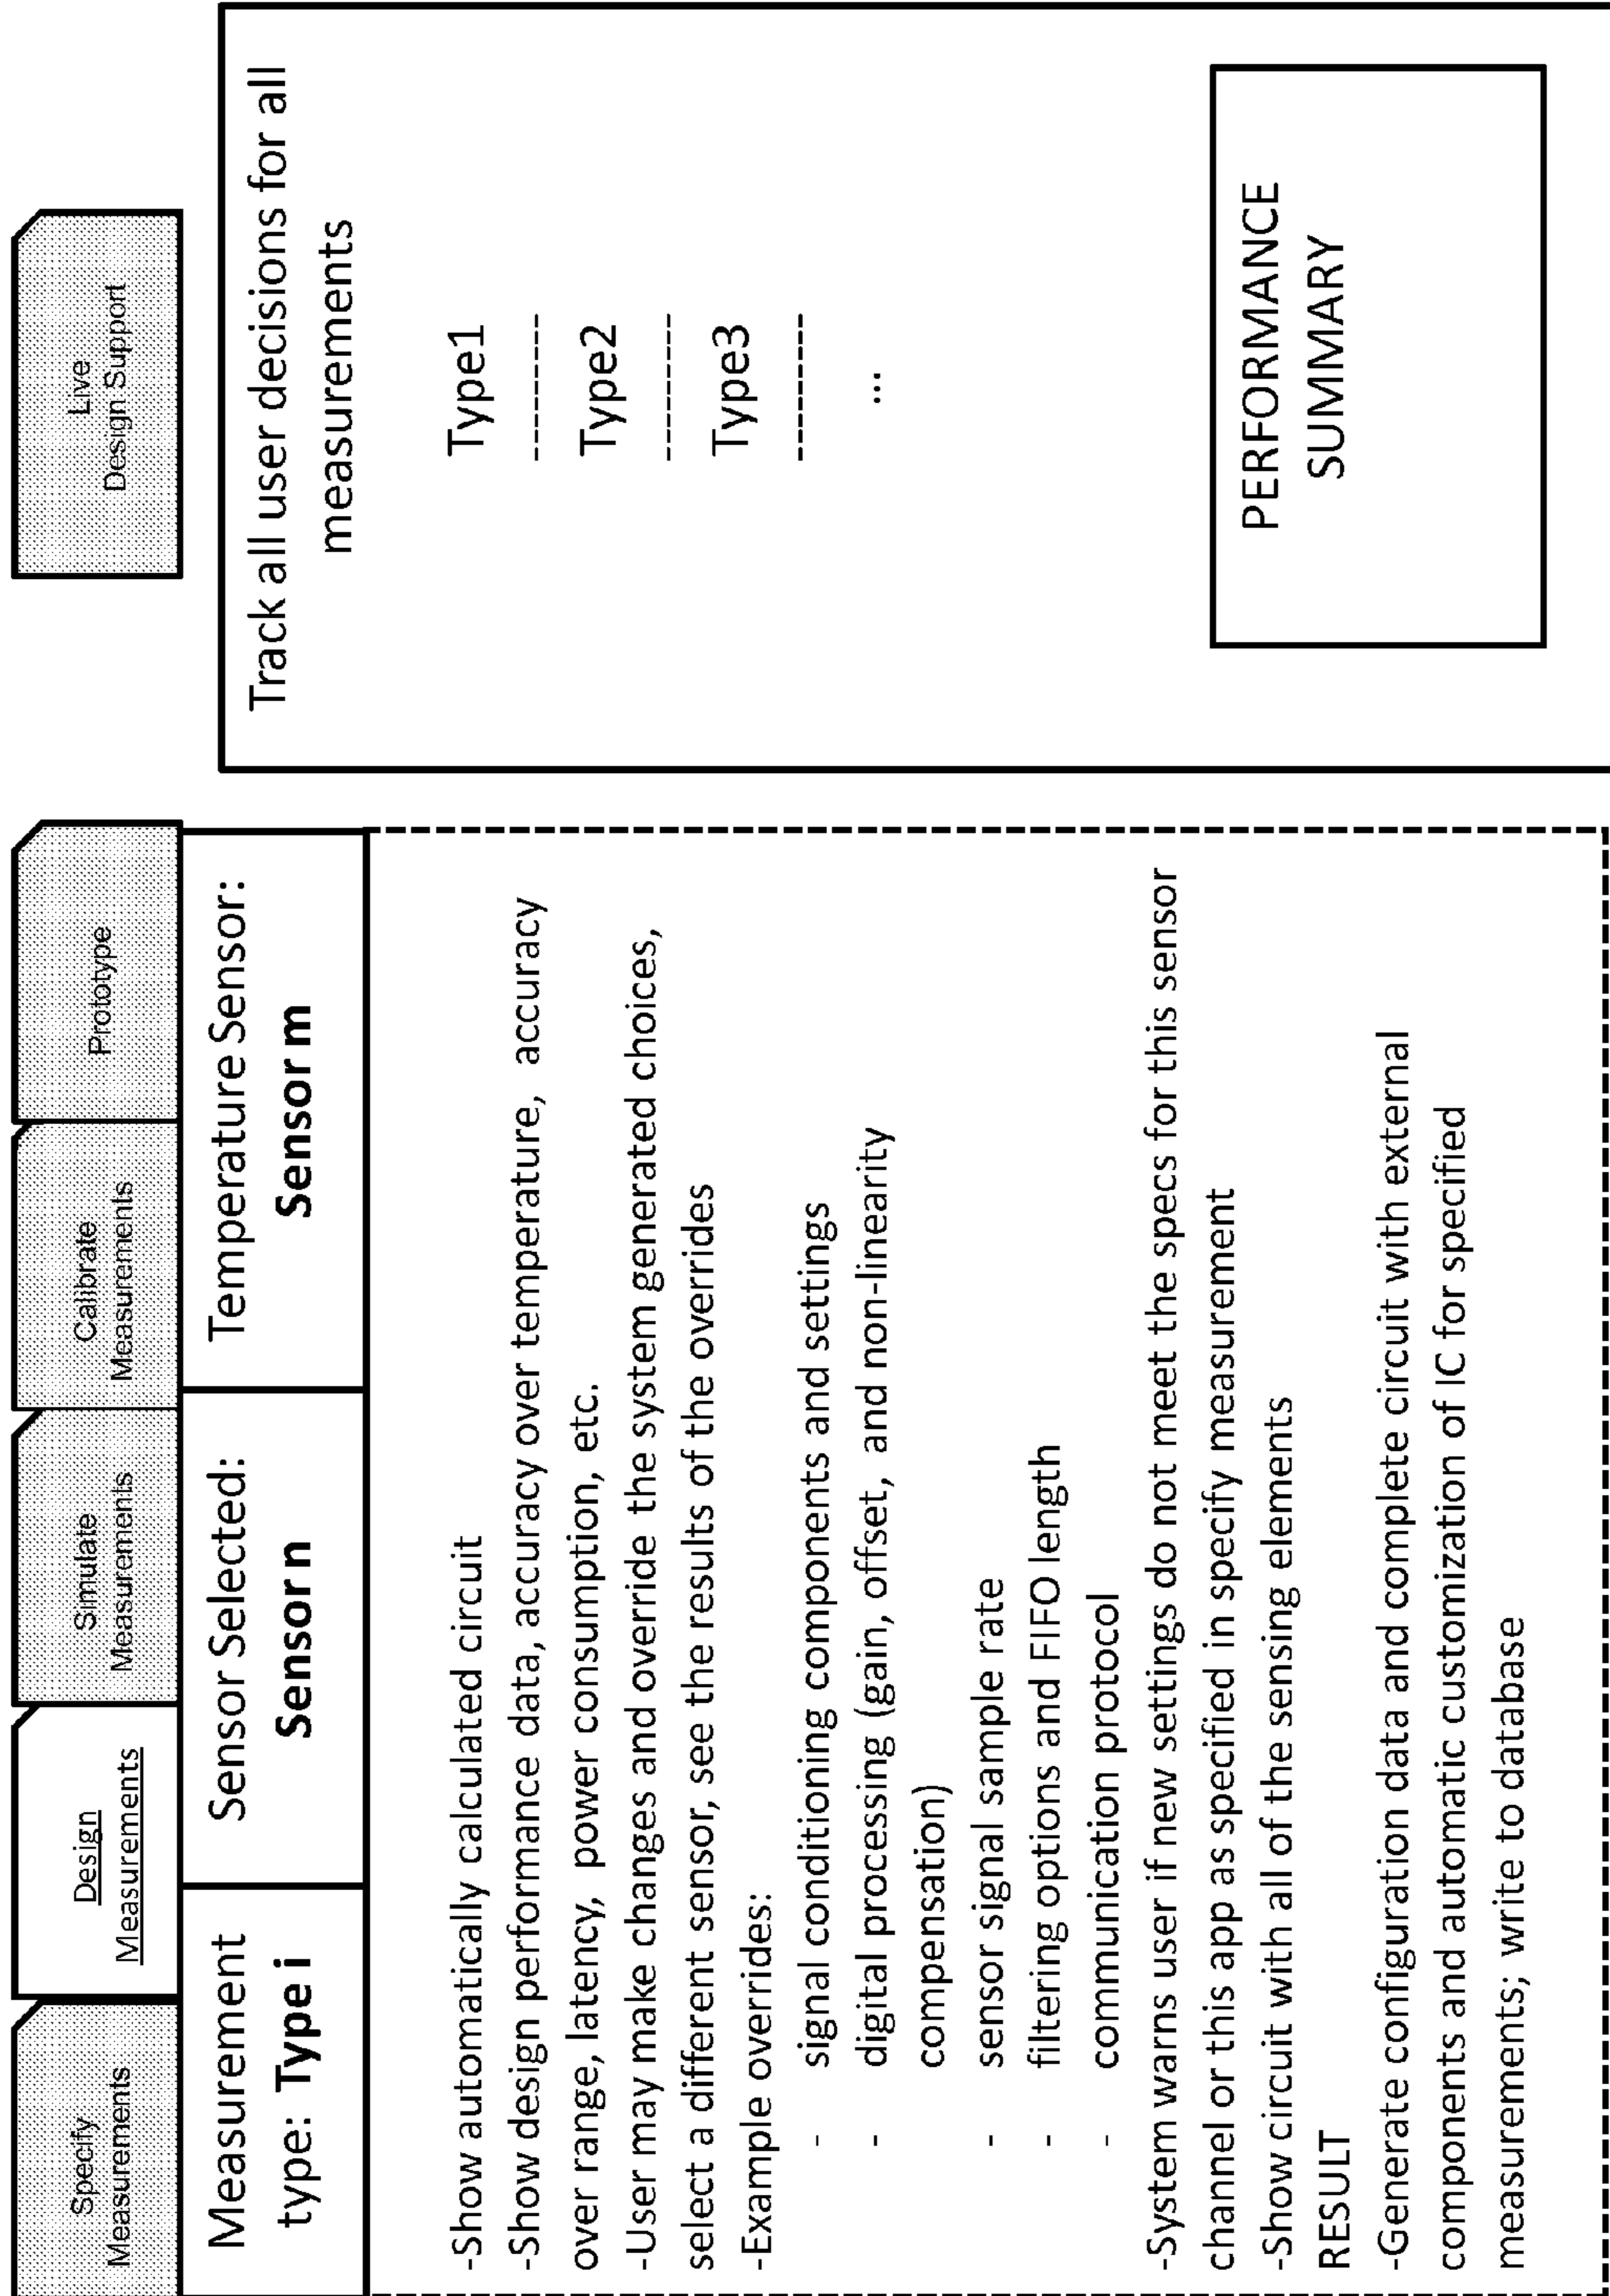 Specify
Measurements
Design
Measurements
Simulate
Measurements
Calibrate
Measurements
Prototype
Live
Design Support
Measurement
type: Type i
Sensor Selected:
Sensor n
Temperature Sensor:
Sensor m
-Show automatically calculated circuit
-Show design performance data, accuracy over temperature, accuracy
over range, latency, power consumption, etc.
-User may make changes and override the system generated choices,
select a different sensor, see the results of the overrides
-Example overrides:
- signal conditioning components and settings
- digital processing (gain, offset, and non-linearity
compensation)
- sensor signal sample rate
- filtering options and FIFO length
- communication protocol
-System warns user if new settings do not meet the specs for this sensor
channel or this app as specified in specify measurement
-Show circuit with all of the sensing elements
RESULT
-Generate configuration data and complete circuit with external
components and automatic customization of IC for specified
measurements; write to database
Track all user decisions for all
measurements
Type1
----------
Type2
----------
Type3
----------
...
PERFORMANCE
SUMMARY